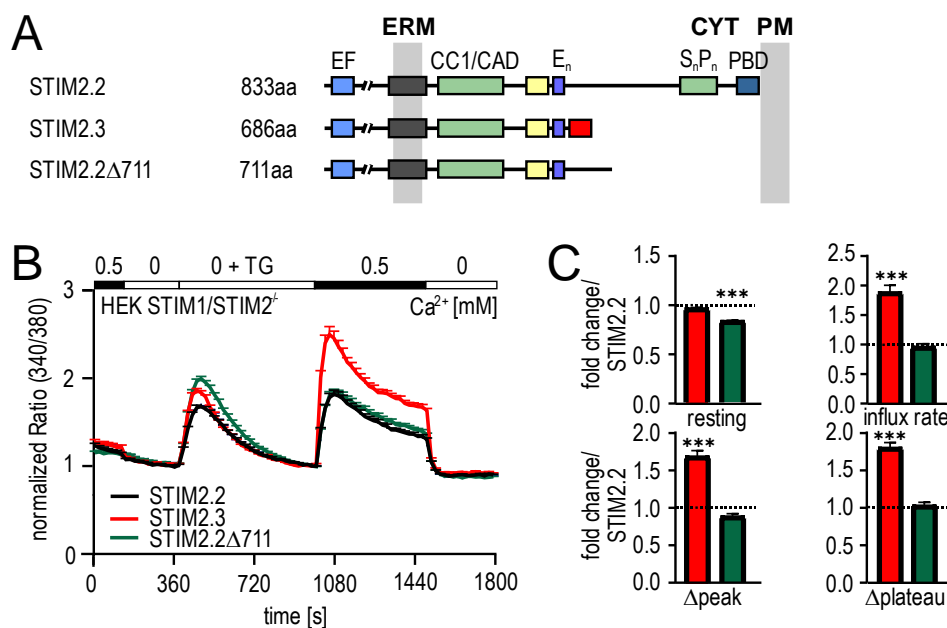 A
ERM
CYT PM
EF
CC1/CAD
En
SnPn
PBD
STIM2.2 833aa
STIM2.3 686aa
STIM2.2Δ711 711aa
B
0.5 0 0 + TG 0.5 0
HEK STIM1/STIM2-/- Ca2+ [mM]
normalized Ratio (340/380)
3
2
1
0
STIM2.2
STIM2.3
STIM2.2Δ711
0 360 720 1080 1440 1800
time [s]
C
fold change/
STIM2.2
1.5
1.0
0.5
0.0
***
resting
2.5
2.0
1.5
1.0
0.5
0.0
***
influx rate
fold change/
STIM2.2
2.0
1.5
1.0
0.5
0.0
***
Δpeak
2.0
1.5
1.0
0.5
0.0
***
Δplateau